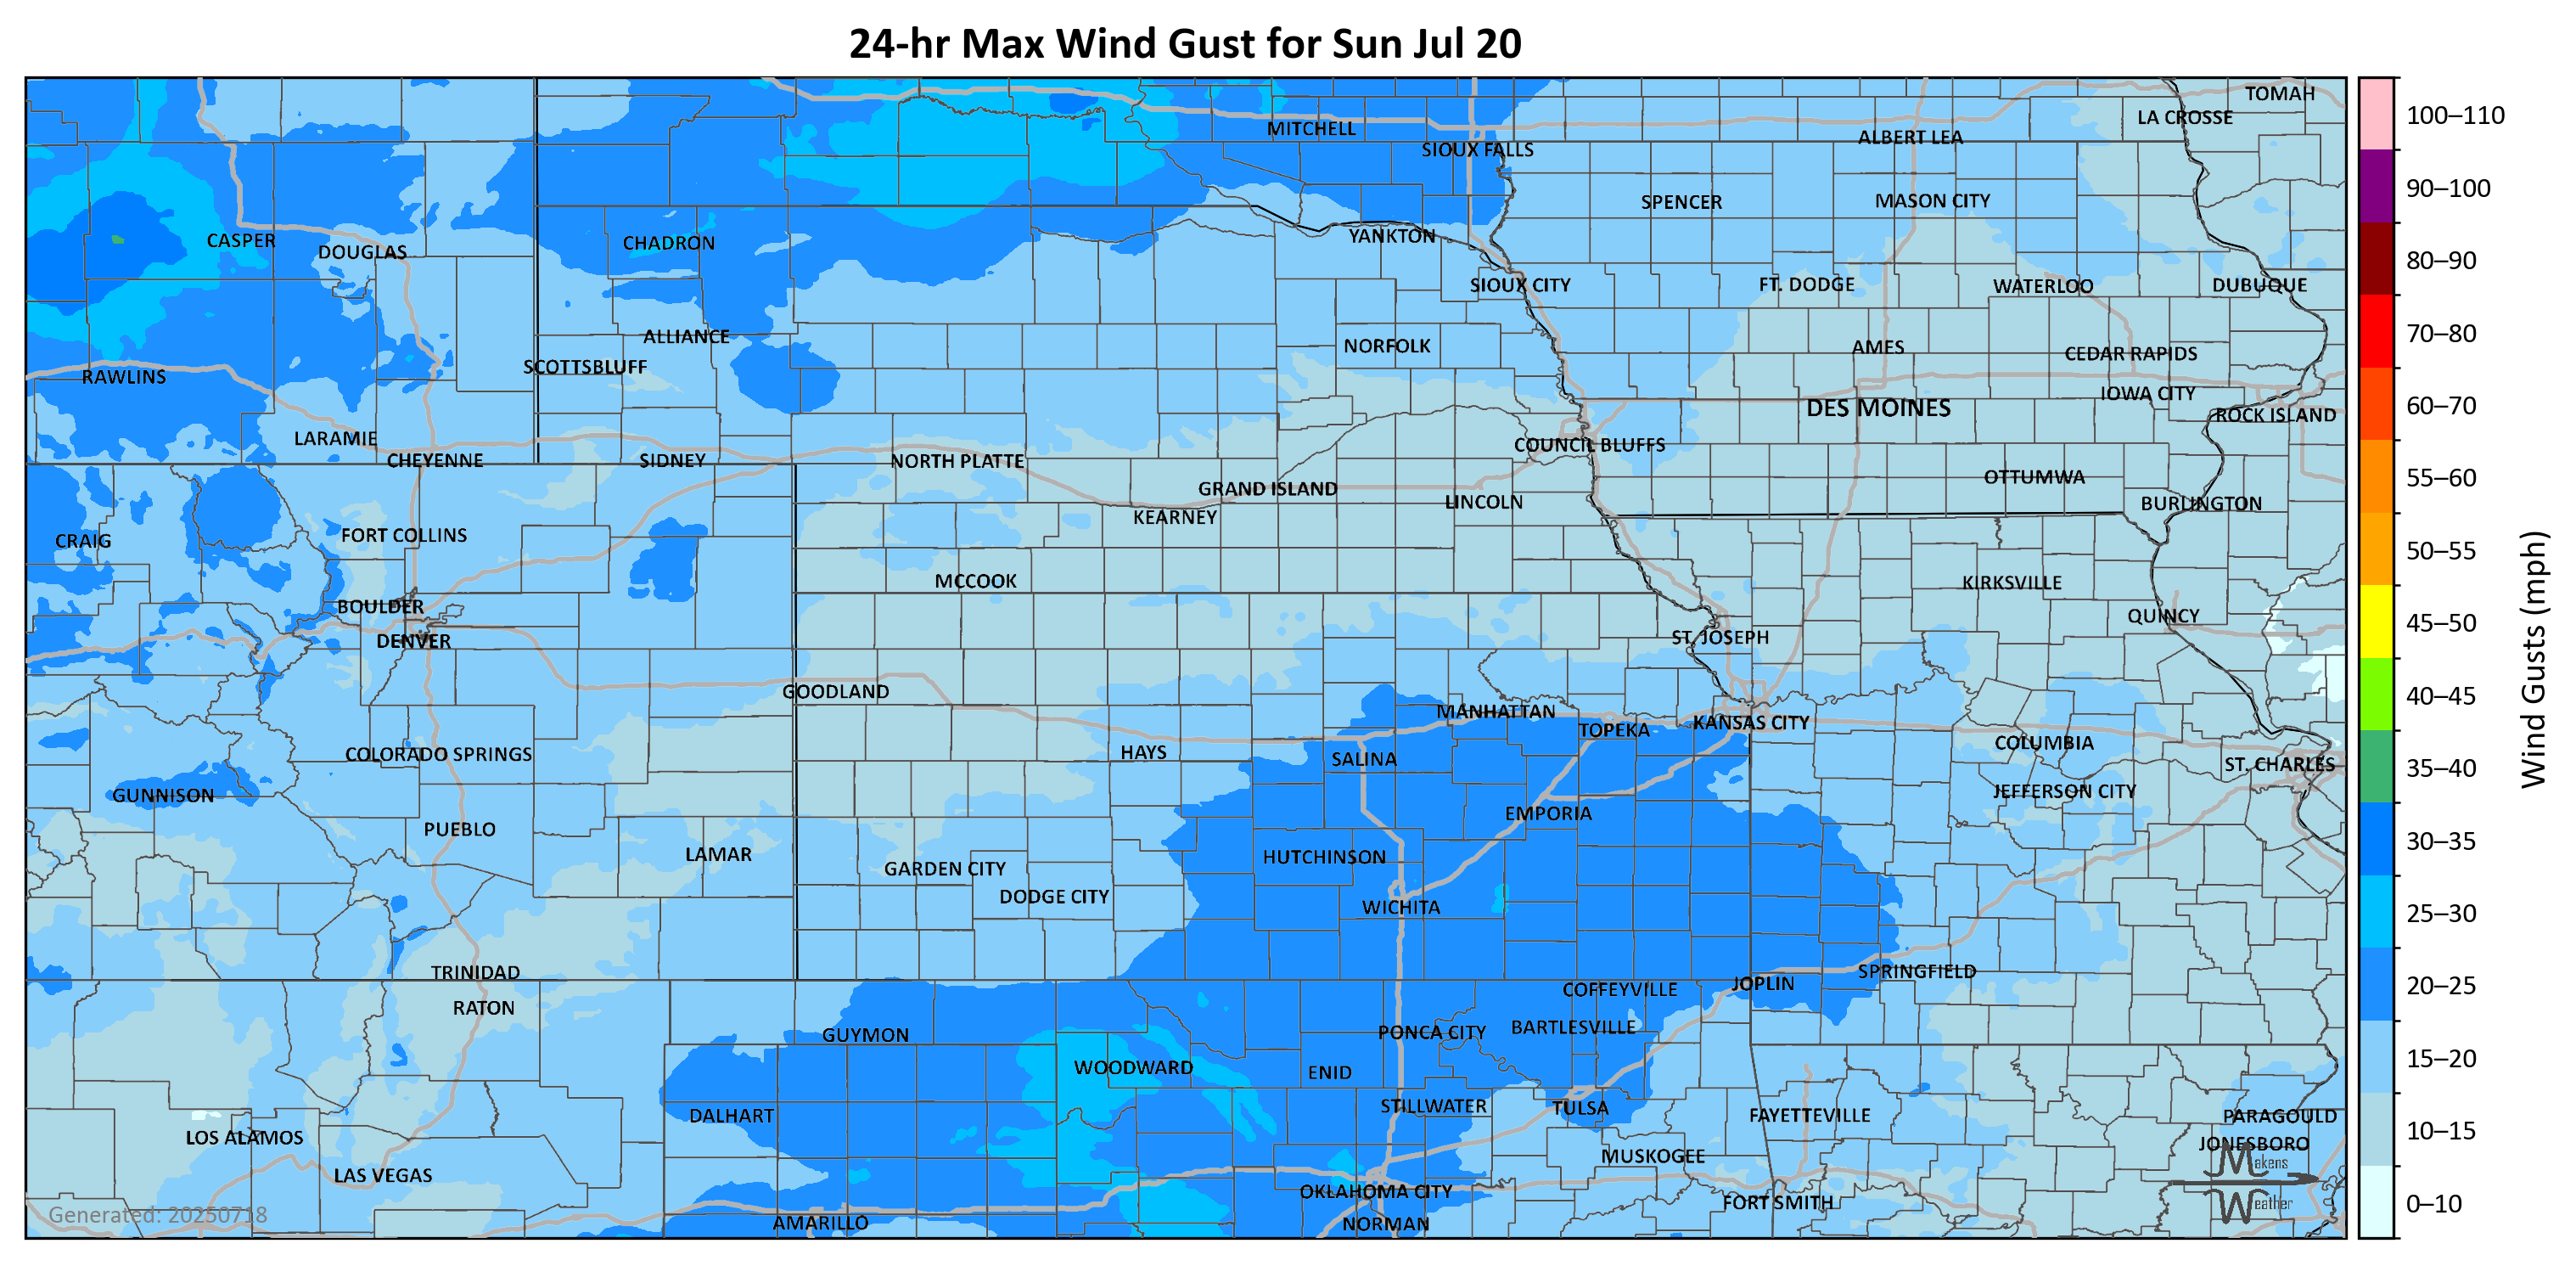 24-hr Max Wind Gust for Sun Jul 20
TOMAH
LA CROSSE
MITCHELL
ALBERT LEA
SIOUX FALLS
SPENCER
MASON CITY
CASPER
DOUGLAS
CHADRON
YANKTON
SIOUX CITY
FT. DODGE
WATERLOO
DUBUQUE
ALLIANCE
NORFOLK
AMES
CEDAR RAPIDS
SCOTTSBLUFF
RAWLINS
IOWA CITY
DES MOINES
ROCK ISLAND
LARAMIE
COUNCIL BLUFFS
CHEYENNE
SIDNEY
NORTH PLATTE
OTTUMWA
GRAND ISLAND
LINCOLN
BURLINGTON
KEARNEY
FORT COLLINS
CRAIG
MCCOOK
KIRKSVILLE
BOULDER
QUINCY
DENVER
ST. JOSEPH
GOODLAND
MANHATTAN
KANSAS CITY
TOPEKA
COLUMBIA
COLORADO SPRINGS
HAYS
SALINA
ST. CHARLES
GUNNISON
JEFFERSON CITY
EMPORIA
PUEBLO
LAMAR
HUTCHINSON
GARDEN CITY
DODGE CITY
WICHITA
TRINIDAD
SPRINGFIELD
JOPLIN
COFFEYVILLE
RATON
BARTLESVILLE
PONCA CITY
GUYMON
WOODWARD
ENID
STILLWATER
TULSA
DALHART
FAYETTEVILLE
PARAGOULD
LOS ALAMOS
JONESBORO
MUSKOGEE
LAS VEGAS
OKLAHOMA CITY
FORT SMITH
AMARILLO
NORMAN
Generated: 20250718
Makens
Weather
100–110
90–100
80–90
70–80
60–70
55–60
50–55
45–50
40–45
35–40
30–35
25–30
20–25
15–20
10–15
0–10
Wind Gusts (mph)